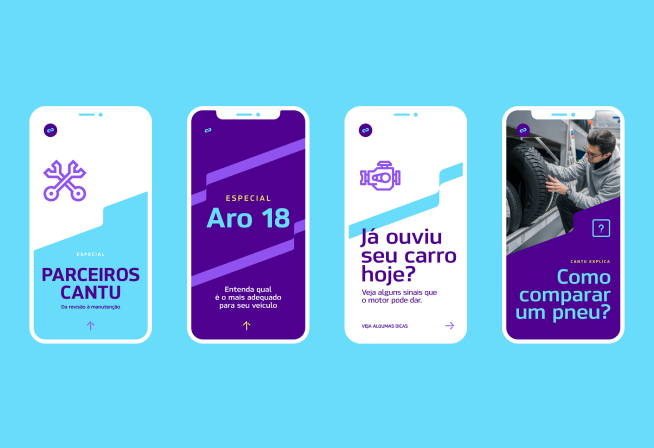 ESPECIAL
PARCEIROS
CANTU
Da revisão à manutenção
ESPECIAL
Aro 18
Entenda qual
é o mais adequado
para seu veículo
Já ouviu
seu carro
hoje?
Veja alguns sinais que
o motor pode dar.
VEJA ALGUMAS DICAS
?
CANTU EXPLICA
Como
comparar
um pneu?